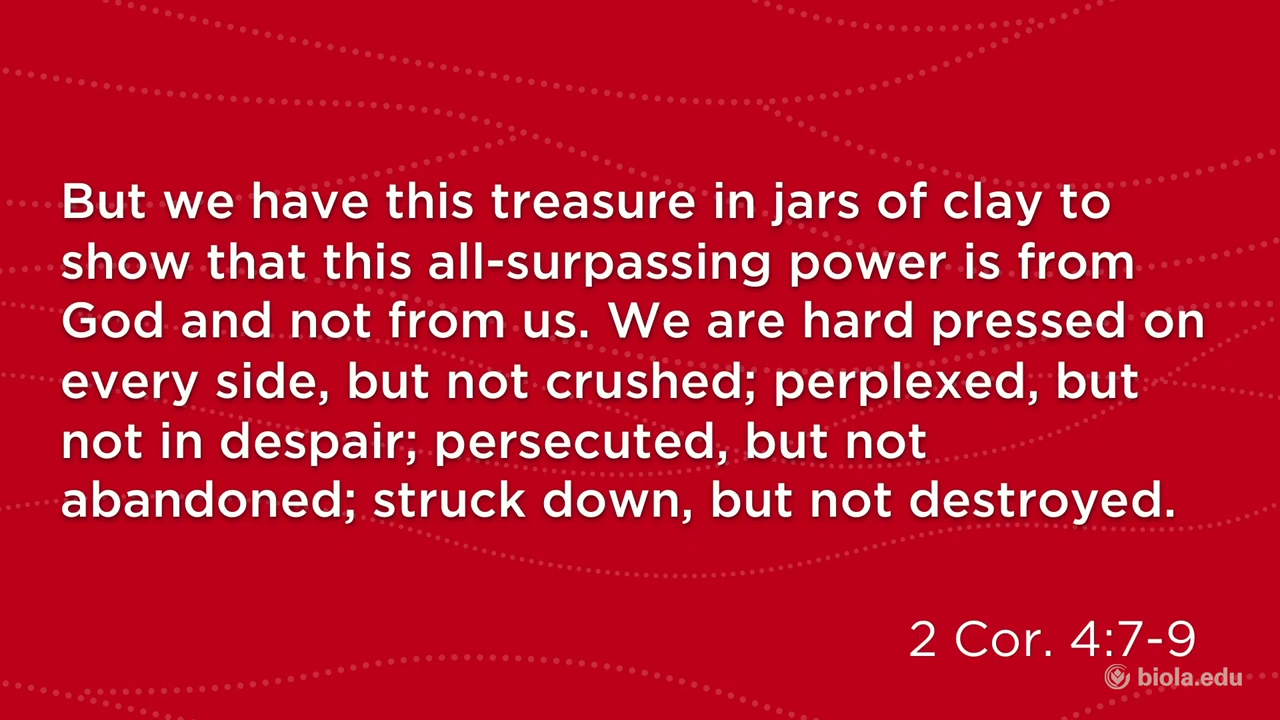 But we have this treasure in jars of clay to
show that this all-surpassing power is from
God and not from us. We are hard pressed on
every side, but not crushed; perplexed, but
not in despair; persecuted, but not
abandoned; struck down, but not destroyed.
2 Cor. 4:7-9
biola.edu